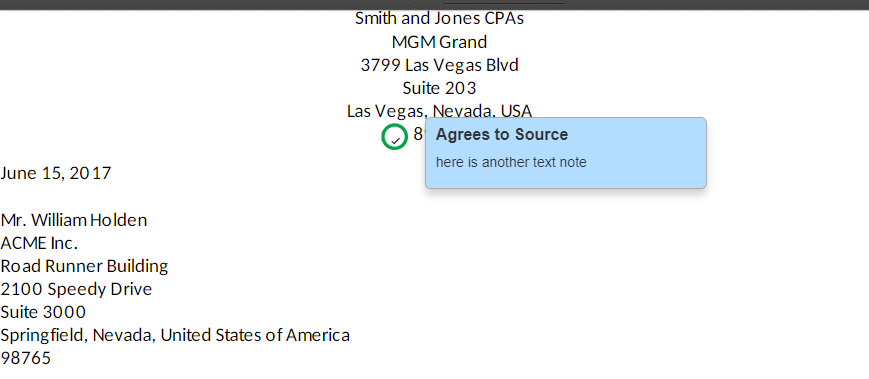 Smith and Jones CPAs
MGM Grand
3799 Las Vegas Blvd
Suite 203
Las Vegas, Nevada, USA
Agrees to Source
here is another text note
June 15, 2017
Mr. William Holden
ACME Inc.
Road Runner Building
2100 Speedy Drive
Suite 3000
Springfield, Nevada, United States of America
98765